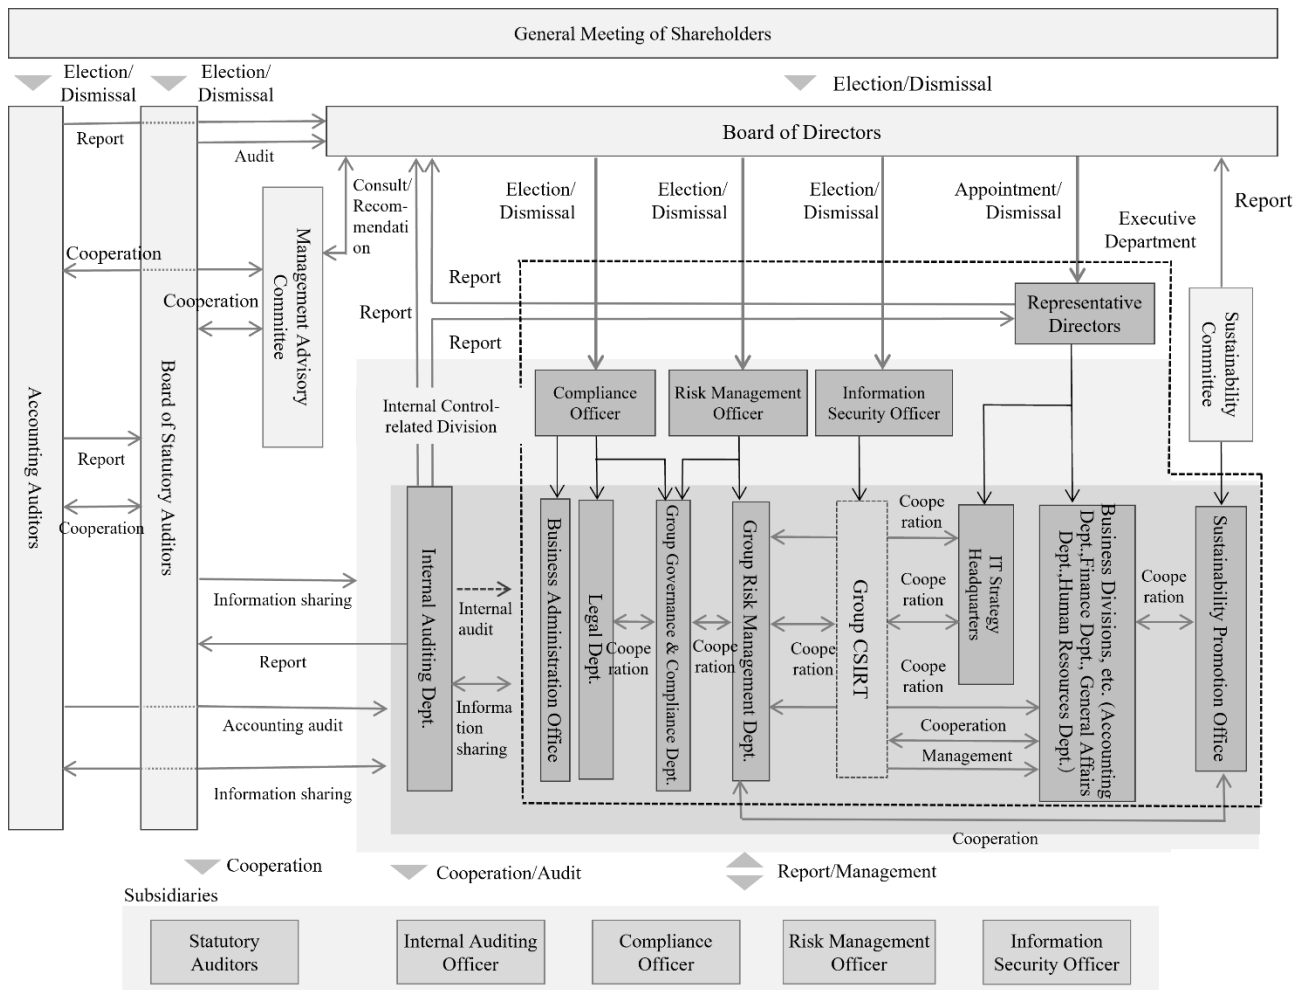 General Meeting of Shareholders
Election/
Dismissal
Election/
Dismissal
Election/Dismissal
Board of Directors
Report
Audit
Consult/
Recom-
mendati
on
Election/
Dismissal
Election/
Dismissal
Election/
Dismissal
Appointment/
Dismissal
Executive
Department
Report
Cooperation
Cooperation
Management Advisory
Committee
Report
Report
Report
Representative
Directors
Sustainability
Committee
Accounting Auditors
Board of Statutory Auditors
Internal Control-
related Division
Compliance
Officer
Risk Management
Officer
Information
Security Officer
Report
Cooperation
Information sharing
Report
Accounting audit
Information sharing
Internal Auditing Dept.
Internal
audit
Informa
tion
sharing
Business Administration Office
Legal Dept.
Coope
ration
Group Governance & Compliance Dept.
Coope
ration
Group Risk Management Dept.
Coope
ration
Group CSIRT
Coope
ration
Coope
ration
Coope
ration
Cooperation
Management
IT Strategy
Headquarters
Business Divisions, etc. (Accounting
Dept.,Finance Dept., General Affairs
Dept.,Human Resources Dept.)
Coope
ration
Sustainability Promotion Office
Cooperation
Cooperation
Cooperation/Audit
Report/Management
Subsidiaries
Statutory
Auditors
Internal Auditing
Officer
Compliance
Officer
Risk Management
Officer
Information
Security Officer